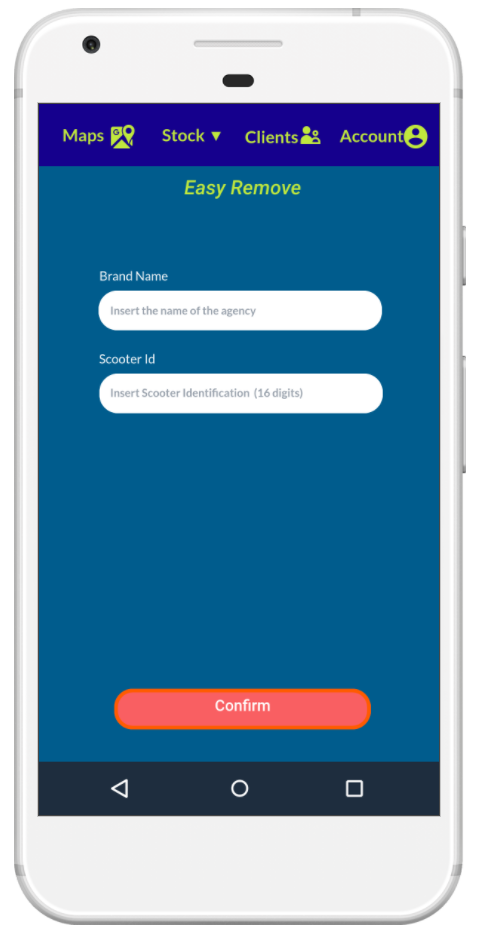 Maps Stock ▼ Clients Account
Easy Remove
Brand Name
Insert the name of the agency
Scooter Id
Insert Scooter Identification (16 digits)
Confirm